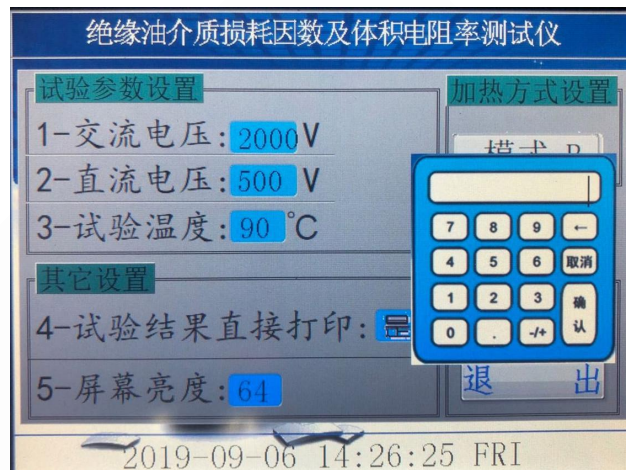 绝缘油介质损耗因数及体积电阻率测试仪
试验参数设置
1-交流电压:2000V
2-直流电压:500 V
3-试验温度:90℃
其它设置
4-试验结果直接打印:
5-屏幕亮度:64
加热方式设置
模式 B
7 8 9 ←
4 5 6 取消
1 2 3 确认
0 . -/+
退 出
2019-09-06 14:26:25 FRI